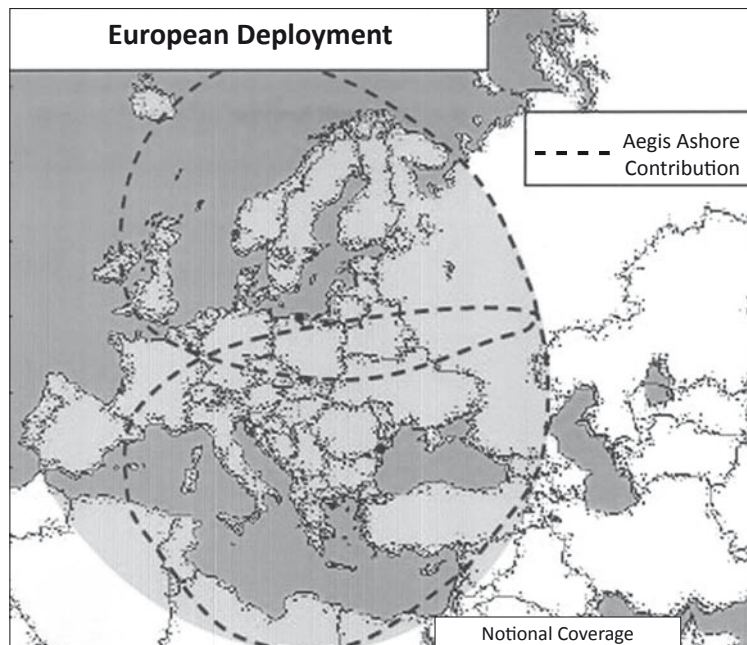 European Deployment
Aegis Ashore
Contribution
Notional Coverage